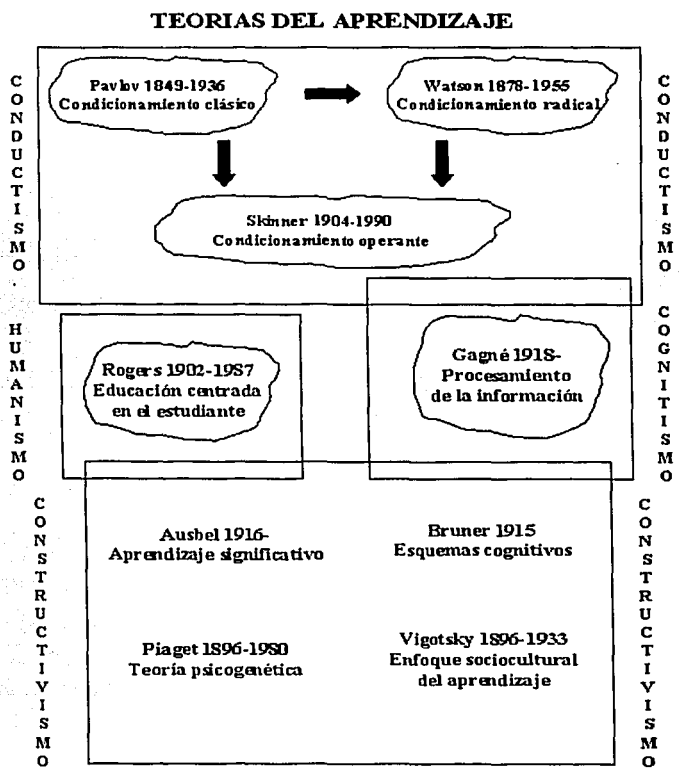 TEORIAS DEL APRENDIZAJE
CONDUCTISMO
Pavlov 1849-1936
Condicionamiento clásico
Watson 1878-1955
Condicionamiento radical
CONDUCTISMO
Skinner 1904-1990
Condicionamiento operante
HUMANISMO
Rogers 1902-1987
Educación centrada
en el estudiante
Gagné 1918-
Procesamiento
de la información
COGNITISMO
CONSTRUCTIVISMO
Ausbel 1916-
Aprendizaje significativo
Bruner 1915
Esquemas cognitivos
CONSTRUCTIVISMO
Piaget 1896-1980
Teoría psicogenética
Vigotsky 1896-1933
Enfoque sociocultural
del aprendizaje